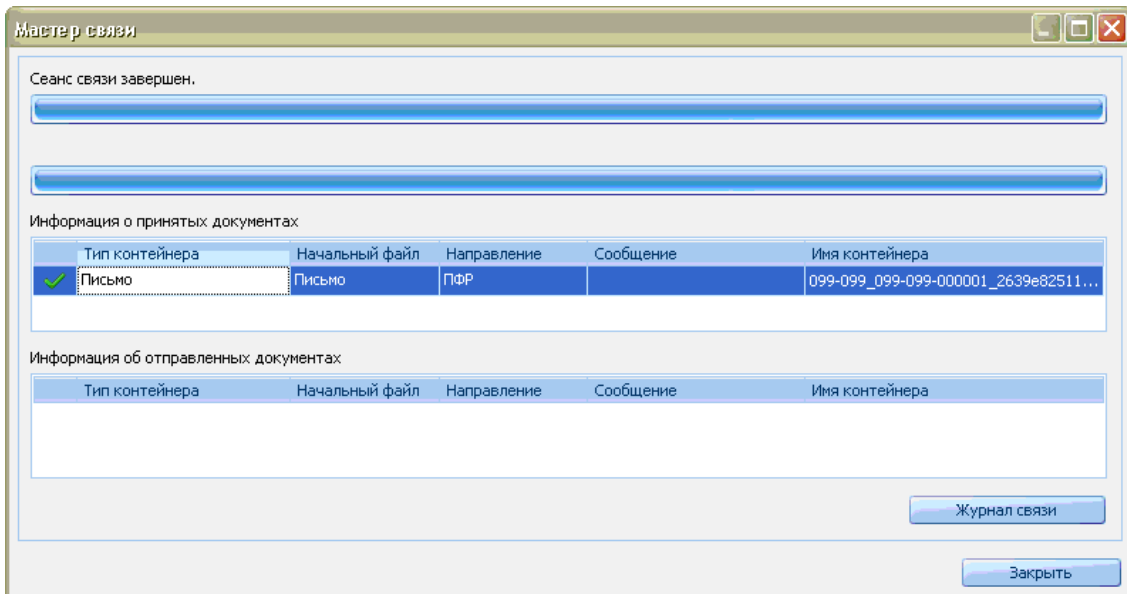 Мастер связи
Сеанс связи завершен.
Информация о принятых документах
Тип контейнера Начальный файл Направление Сообщение Имя контейнера
Письмо Письмо ПФР 099-099_099-099-000001_2639e82511...
Информация об отправленных документах
Тип контейнера Начальный файл Направление Сообщение Имя контейнера
Журнал связи
Закрыть